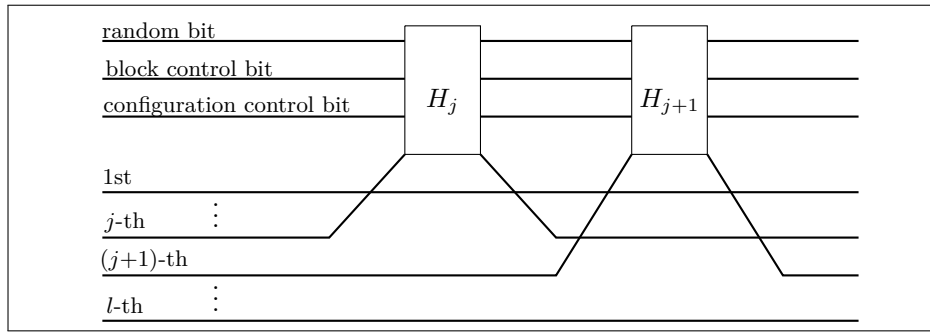 random bit
block control bit
configuration control bit
H_j
H_{j+1}
1st
⋮
j-th
(j+1)-th
⋮
l-th